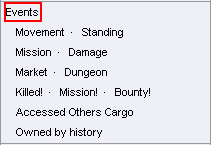 Events
Movement · Standing
Mission · Damage
Market · Dungeon
Killed! · Mission! · Bounty!
Accessed Others Cargo
Owned by history